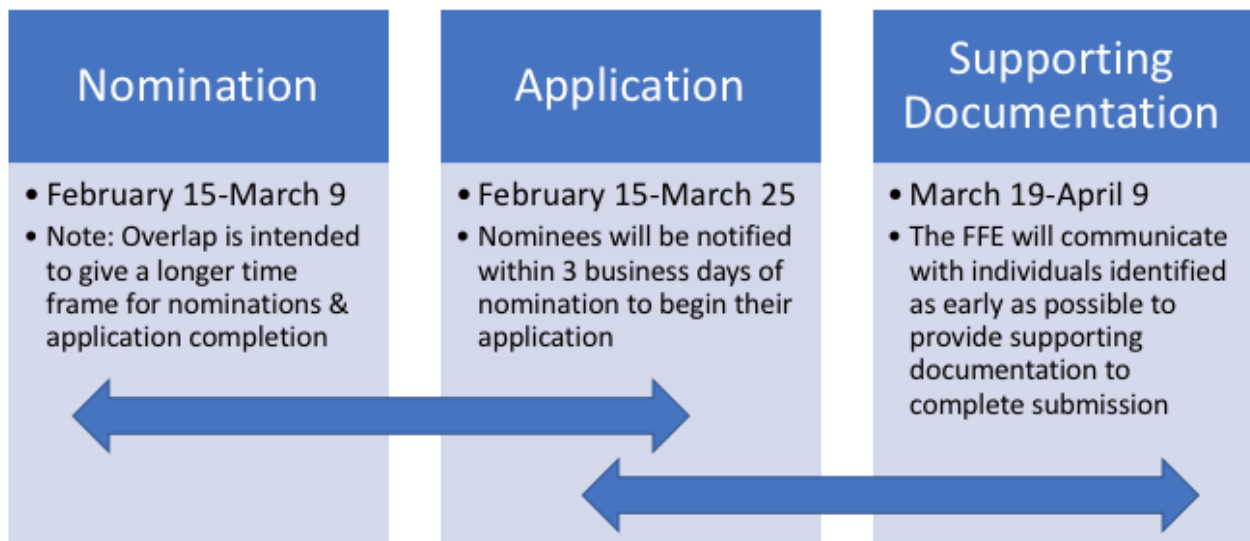 Nomination
• February 15-March 9
• Note: Overlap is intended
to give a longer time
frame for nominations &
application completion
Application
• February 15-March 25
• Nominees will be notified
within 3 business days of
nomination to begin their
application
Supporting
Documentation
• March 19-April 9
• The FFE will communicate
with individuals identified
as early as possible to
provide supporting
documentation to
complete submission